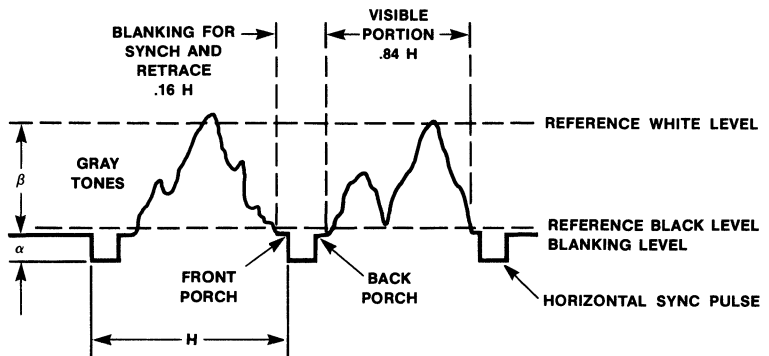 BLANKING FOR
SYNCH AND
RETRACE
.16 H
VISIBLE
PORTION
.84 H
REFERENCE WHITE LEVEL
GRAY
TONES
β
α
REFERENCE BLACK LEVEL
BLANKING LEVEL
FRONT
PORCH
BACK
PORCH
HORIZONTAL SYNC PULSE
H